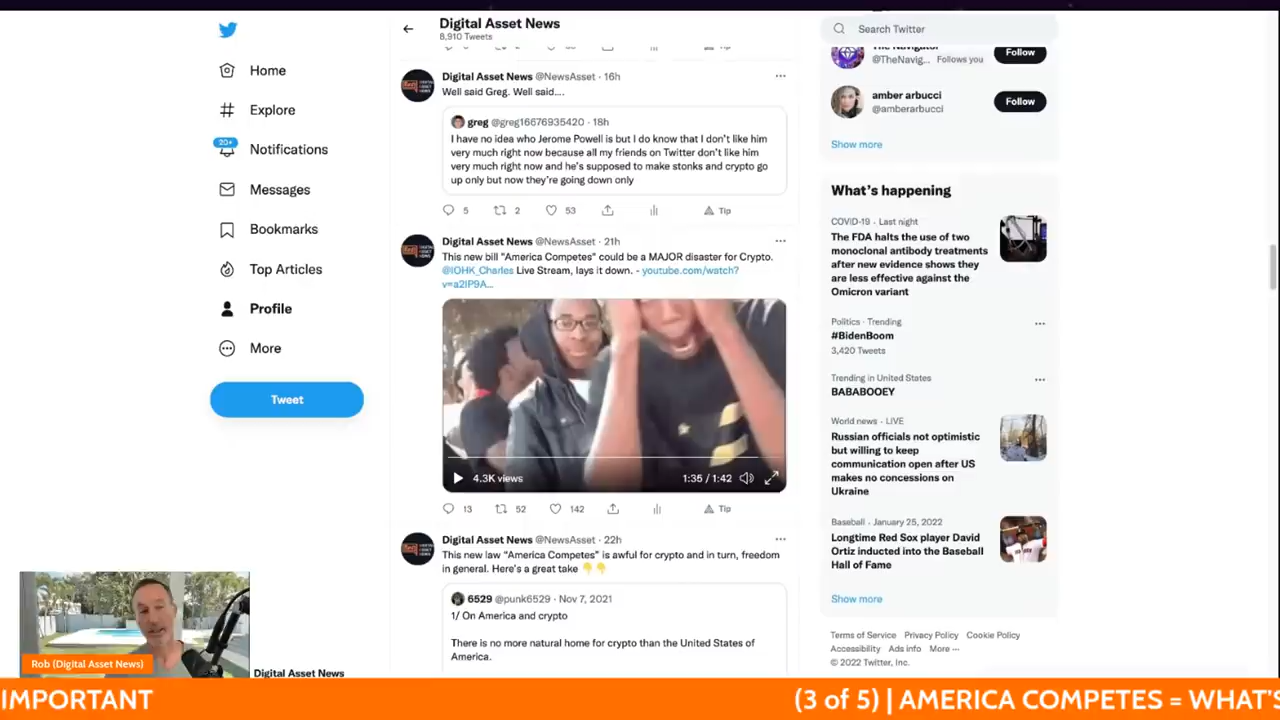 Digital Asset News
8,910 Tweets
Home
Explore
20+
Notifications
Messages
Bookmarks
Top Articles
Profile
More
Tweet
Digital Asset News @NewsAsset · 16h
Well said Greg. Well said....
greg @greg16676935420 · 18h
I have no idea who Jerome Powell is but I do know that I don't like him
very much right now because all my friends on Twitter don't like him
very much right now and he's supposed to make stonks and crypto go
up only but now they're going down only
5 2 53 Tip
Digital Asset News @NewsAsset · 21h
This new bill "America Competes" could be a MAJOR disaster for Crypto.
@IOHK_Charles Live Stream, lays it down. - youtube.com/watch?
v=a2IP9A...
4.3K views
1:35 / 1:42
13 52 142 Tip
Digital Asset News @NewsAsset · 22h
This new law "America Competes" is awful for crypto and in turn, freedom
in general. Here's a great take 👇👇
6529 @punk6529 · Nov 7, 2021
1/ On America and crypto
There is no more natural home for crypto than the United States of
America.
Search Twitter
The Navigator
@TheNavig... Follows you
Follow
amber arbucci
@amberarbucci
Follow
Show more
What's happening
COVID-19 · Last night
The FDA halts the use of two
monoclonal antibody treatments
after new evidence shows they
are less effective against the
Omicron variant
Politics · Trending
#BidenBoom
3,420 Tweets
Trending in United States
BABABOOEY
World news · LIVE
Russian officials not optimistic
but willing to keep
communication open after US
makes no concessions on
Ukraine
Baseball · January 25, 2022
Longtime Red Sox player David
Ortiz inducted into the Baseball
Hall of Fame
Show more
Terms of Service Privacy Policy Cookie Policy
Accessibility Ads info More ···
© 2022 Twitter, Inc.
Rob (Digital Asset News)
Digital Asset News
IMPORTANT
(3 of 5) | AMERICA COMPETES = WHAT'S